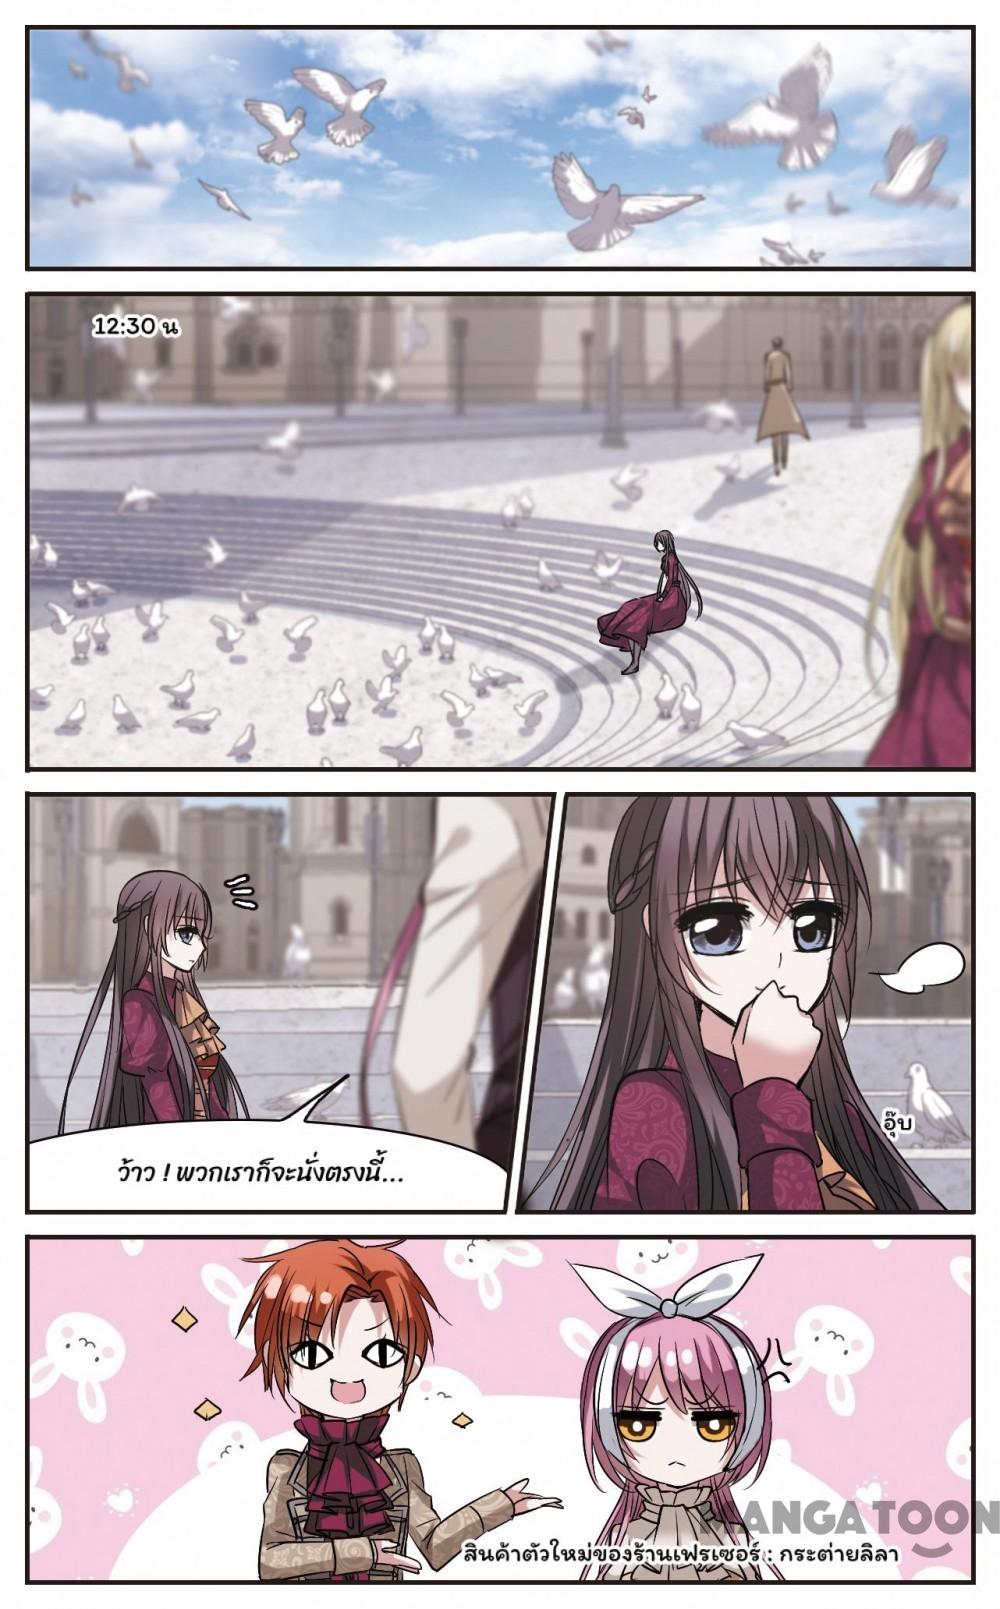 12:30 น
ว้าว ! พวกเราก็จะนั่งตรงนี้...
อุ๊บ
MANGATOON
สินค้าตัวใหม่ของร้านเฟรเซอร์ : กระต่ายลิลา